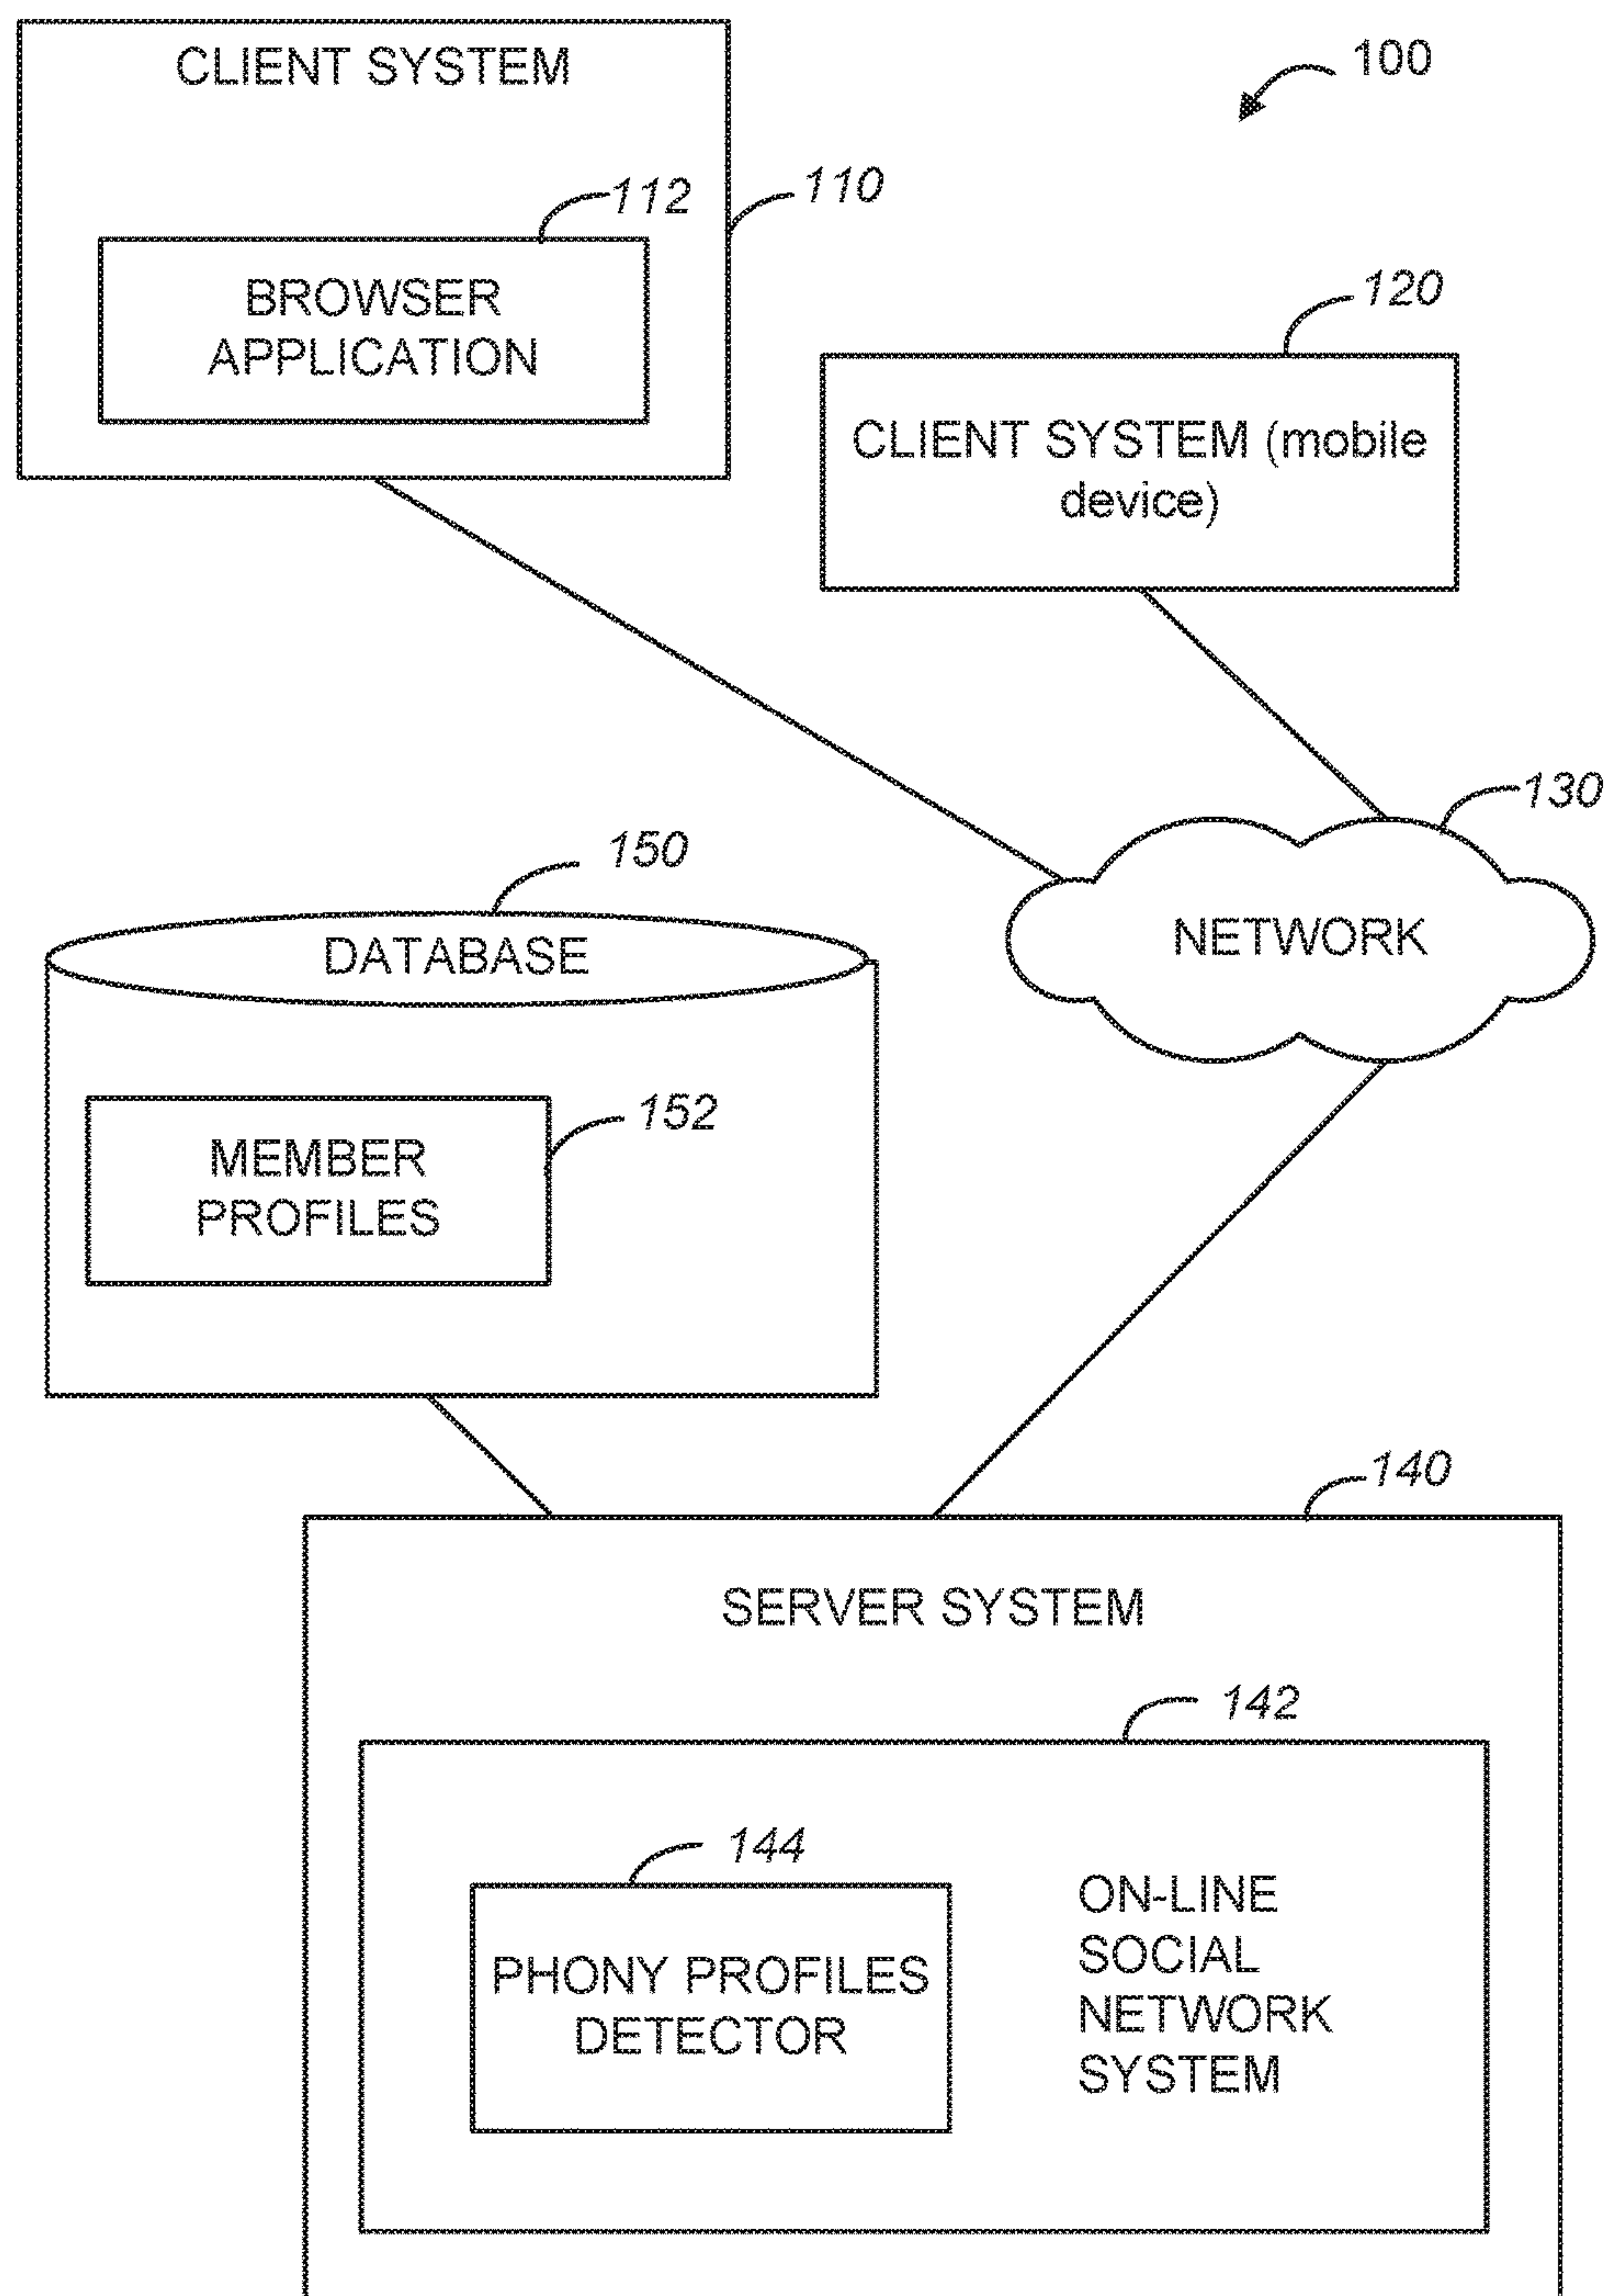 CLIENT SYSTEM
100
112
110
BROWSER
APPLICATION
120
CLIENT SYSTEM (mobile
device)
130
NETWORK
150
DATABASE
152
MEMBER
PROFILES
140
SERVER SYSTEM
142
144
PHONY PROFILES
DETECTOR
ON-LINE
SOCIAL
NETWORK
SYSTEM